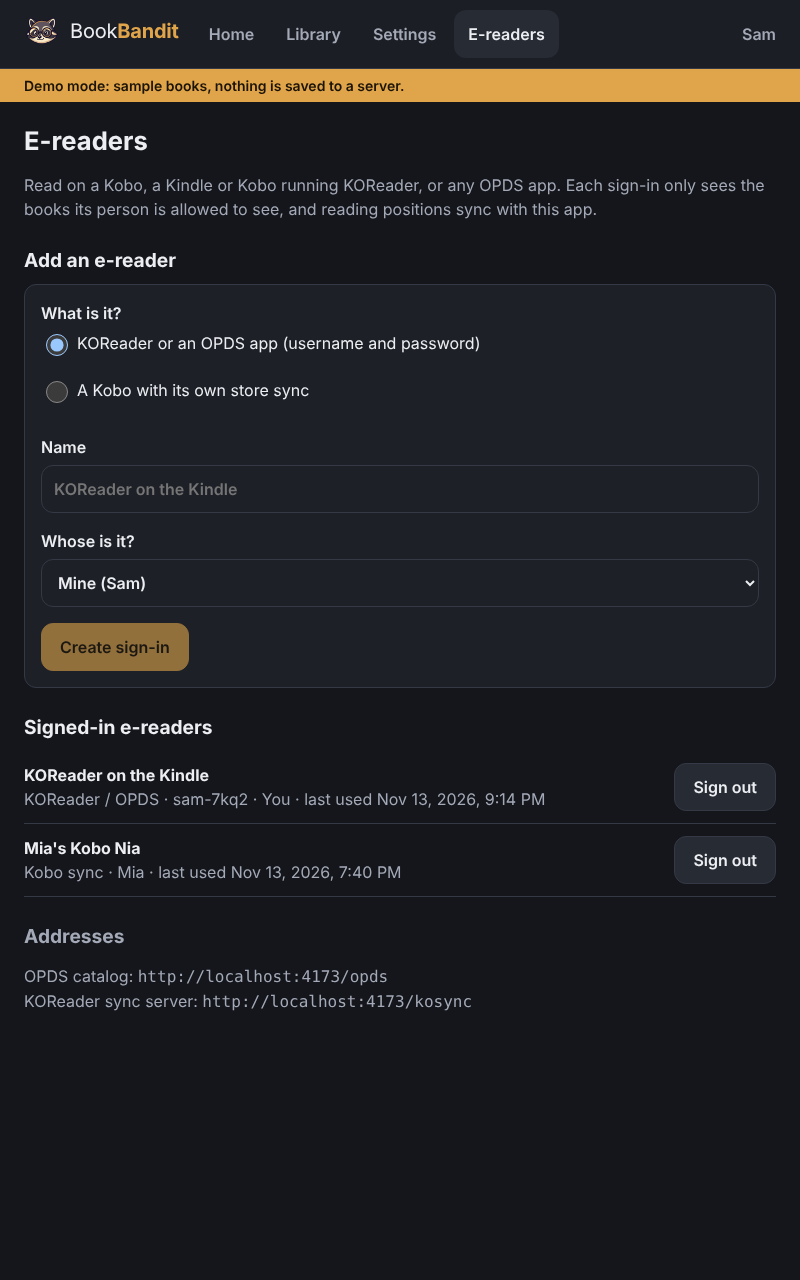 BookBandit Home Library Settings E-readers Sam
Demo mode: sample books, nothing is saved to a server.
E-readers
Read on a Kobo, a Kindle or Kobo running KOReader, or any OPDS app. Each sign-in only sees the
books its person is allowed to see, and reading positions sync with this app.
Add an e-reader
What is it?
KOReader or an OPDS app (username and password)
A Kobo with its own store sync
Name
KOReader on the Kindle
Whose is it?
Mine (Sam)
Create sign-in
Signed-in e-readers
KOReader on the Kindle
KOReader / OPDS · sam-7kq2 · You · last used Nov 13, 2026, 9:14 PM
Sign out
Mia's Kobo Nia
Kobo sync · Mia · last used Nov 13, 2026, 7:40 PM
Sign out
Addresses
OPDS catalog: http://localhost:4173/opds
KOReader sync server: http://localhost:4173/kosync